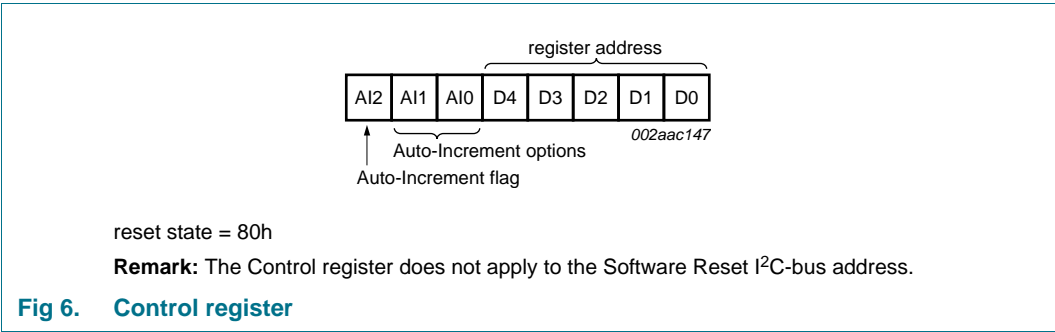 register address
AI2 AI1 AI0 D4 D3 D2 D1 D0
002aac147
Auto-Increment options
Auto-Increment flag
reset state = 80h
Remark: The Control register does not apply to the Software Reset I2C-bus address.
Fig 6. Control register